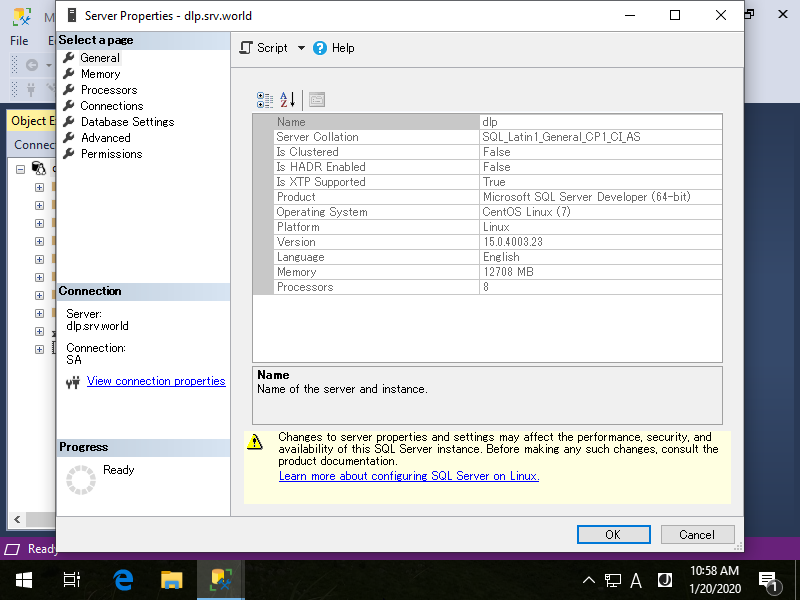 Server Properties - dlp.srv.world
File
Select a page
General
Memory
Processors
Connections
Database Settings
Advanced
Permissions
Script
Help
Object E
Connec
Name dlp
Server Collation SQL_Latin1_General_CP1_CI_AS
Is Clustered False
Is HADR Enabled False
Is XTP Supported True
Product Microsoft SQL Server Developer (64-bit)
Operating System CentOS Linux (7)
Platform Linux
Version 15.0.4003.23
Language English
Memory 12708 MB
Processors 8
Connection
Server:
dlp.srv.world
Connection:
SA
View connection properties
Name
Name of the server and instance.
Progress
Ready
Changes to server properties and settings may affect the performance, security, and
availability of this SQL Server instance. Before making any such changes, consult the
product documentation.
Learn more about configuring SQL Server on Linux.
OK
Cancel
Ready
A
10:58 AM
1/20/2020
1